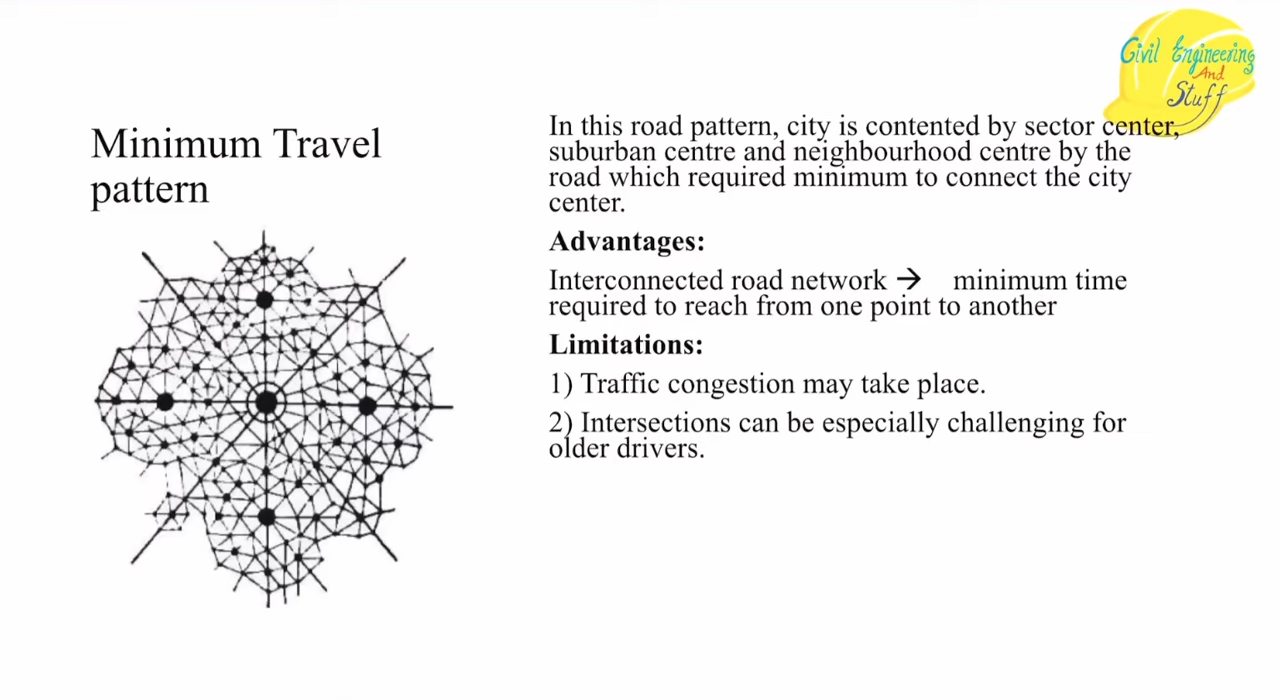 Civil Engineering
And
Stuff
Minimum Travel
pattern
In this road pattern, city is contented by sector center,
suburban centre and neighbourhood centre by the
road which required minimum to connect the city
center.
Advantages:
Interconnected road network → minimum time
required to reach from one point to another
Limitations:
1) Traffic congestion may take place.
2) Intersections can be especially challenging for
older drivers.